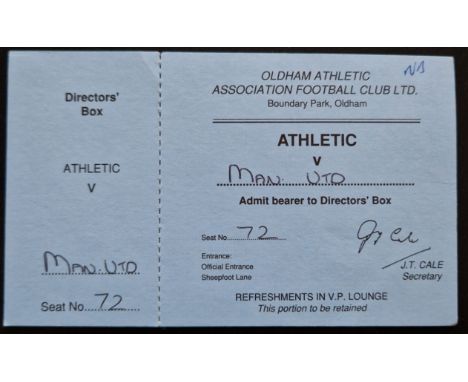 Directors'
Box
ATHLETIC
V
MAN. UTD
Seat No. 72
NB
OLDHAM ATHLETIC
ASSOCIATION FOOTBALL CLUB LTD.
Boundary Park, Oldham
ATHLETIC
V
MAN. UTD
Admit bearer to Directors' Box
Seat No. 72
Entrance:
Official Entrance
Sheepfoot Lane
J.T. Cale
J.T. CALE
Secretary
REFRESHMENTS IN V.P. LOUNGE
This portion to be retained